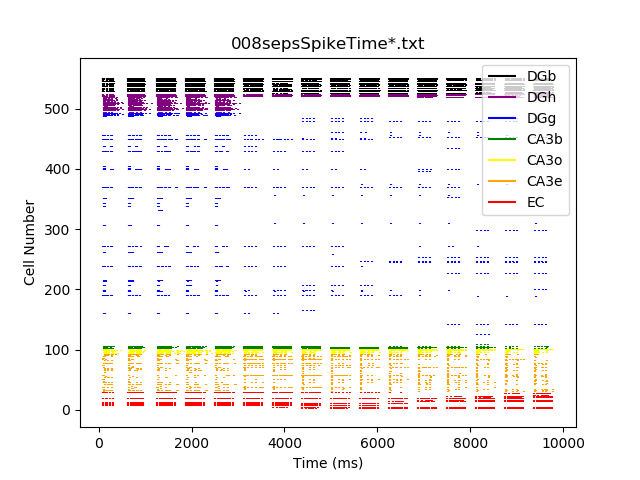 008sepsSpikeTime*.txt
DGb
DGh
DGg
CA3b
CA3o
CA3e
EC
Cell Number
500
400
300
200
100
0
0
2000
4000
6000
8000
10000
Time (ms)